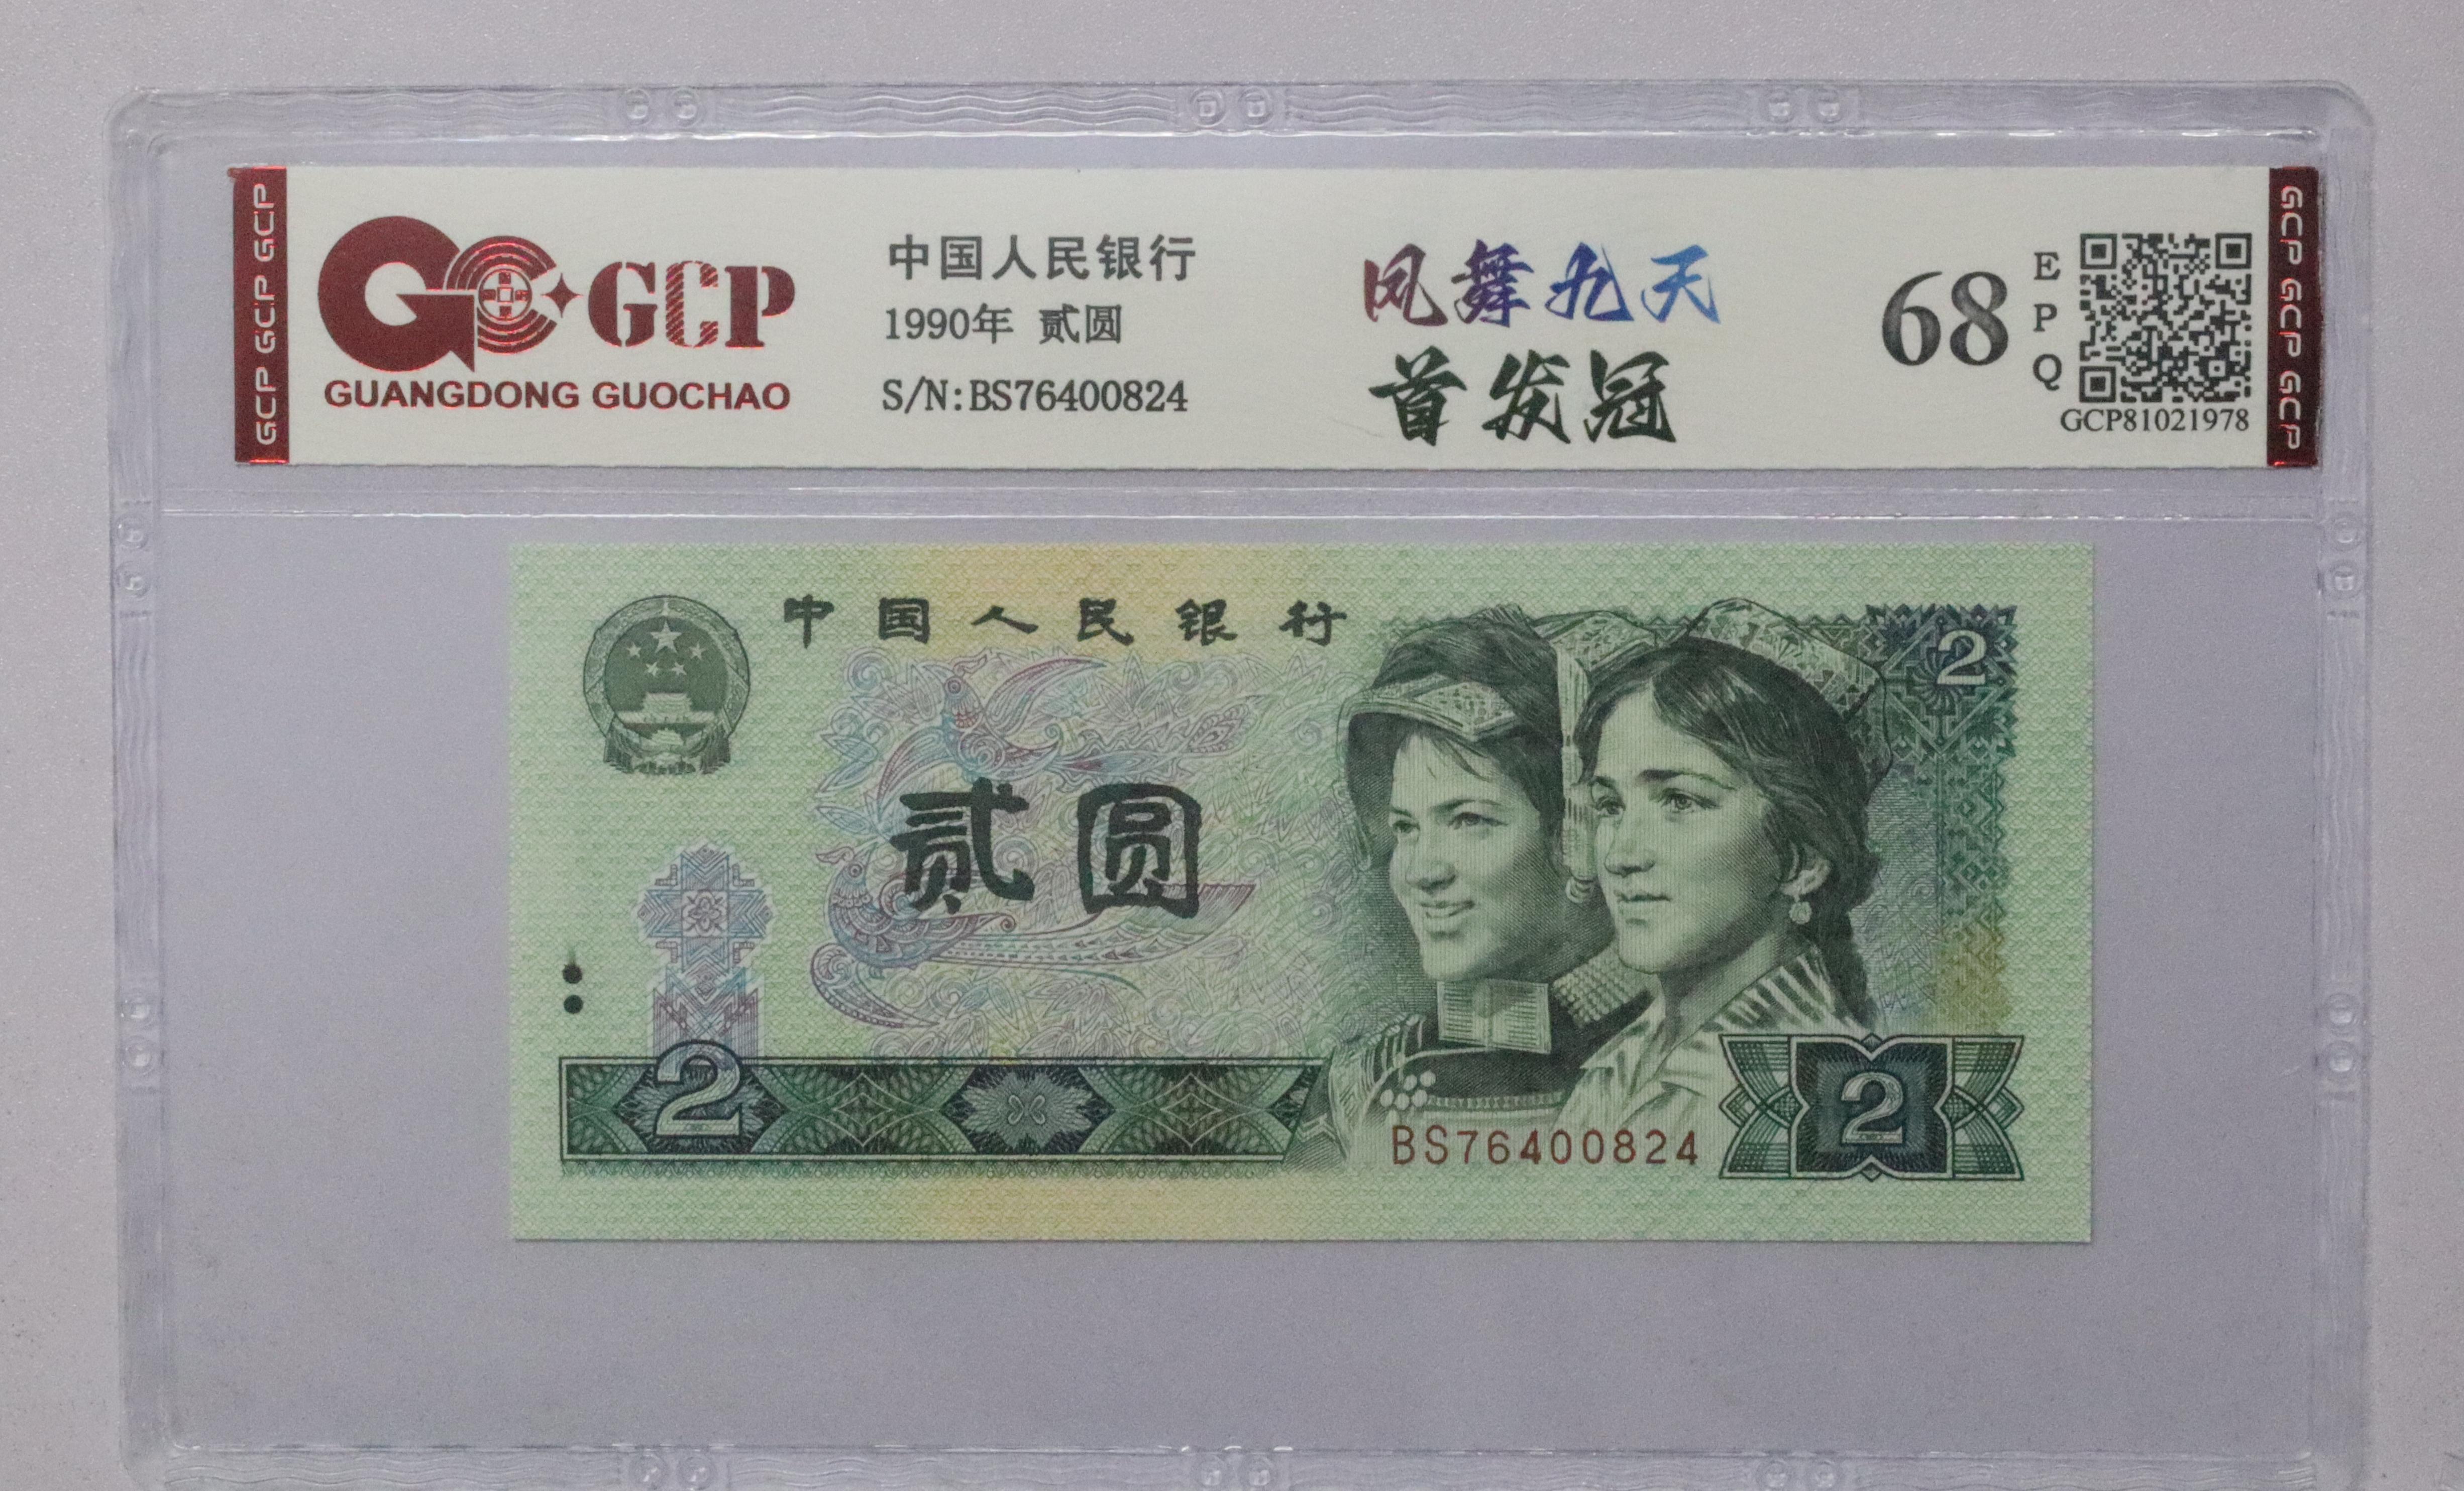 GCP GCP GCP
GCP
GUANGDONG GUOCHAO
中国人民银行
1990年 贰圆
S/N:BS76400824
凤舞九天
首发冠
68
E
P
Q
GCP81021978
GCP GCP GCP
中国人民银行
2
贰圆
2
BS76400824
2